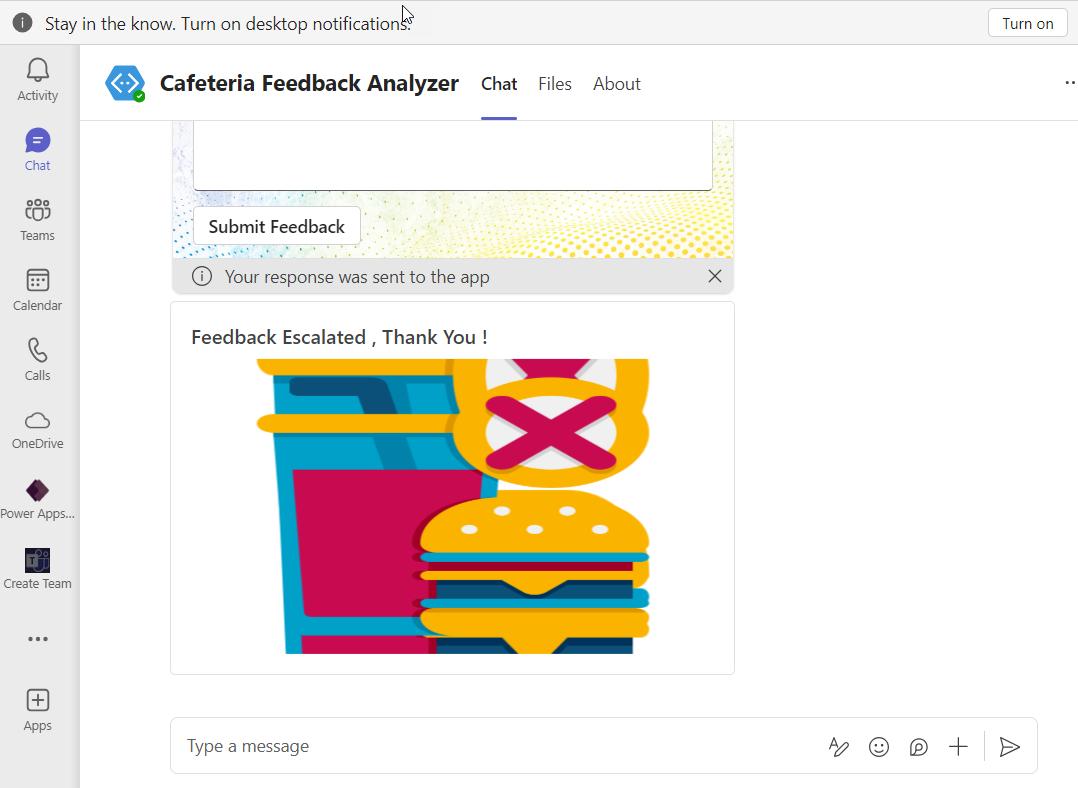 Stay in the know. Turn on desktop notifications.
Turn on
Activity
Chat
Teams
Calendar
Calls
OneDrive
Power Apps...
Create Team
Apps
Cafeteria Feedback Analyzer
Chat
Files
About
Submit Feedback
Your response was sent to the app
Feedback Escalated , Thank You !
Type a message